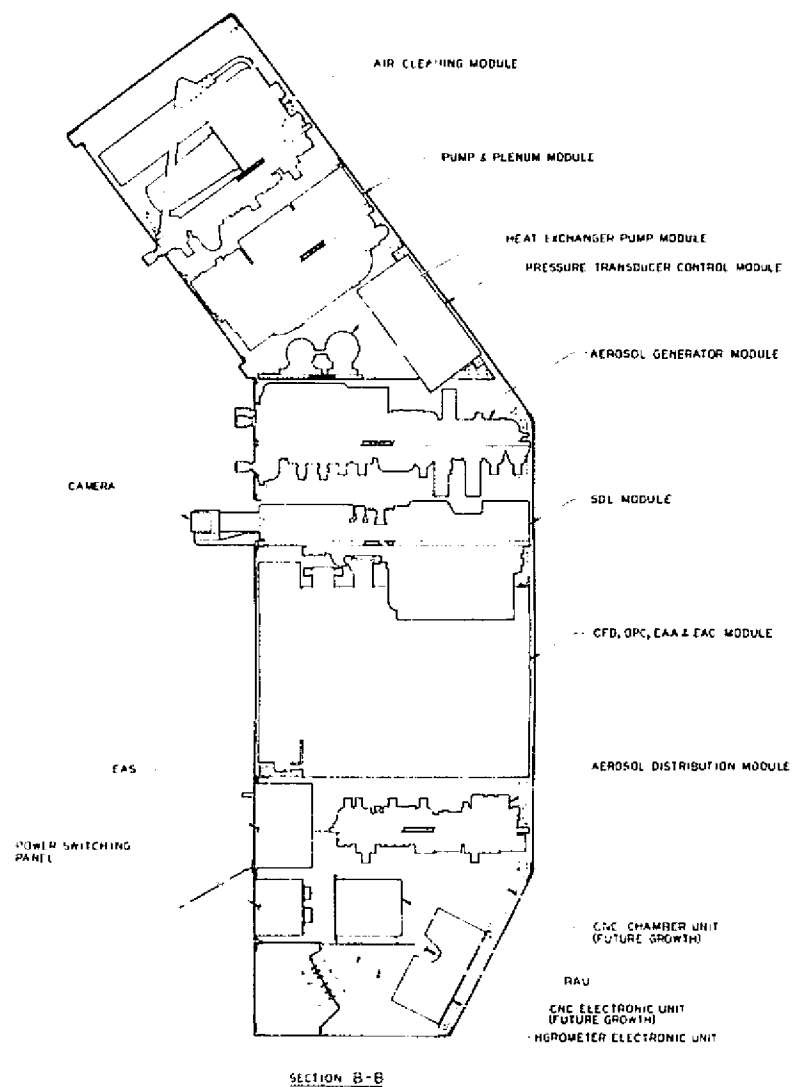 AIR CLEANING MODULE
PUMP & PLENUM MODULE
HEAT EXCHANGER PUMP MODULE
PRESSURE TRANSDUCER CONTROL MODULE
AEROSOL GENERATOR MODULE
CAMERA
SDL MODULE
CFD, OPC, EAA & EAC MODULE
EAS
AEROSOL DISTRIBUTION MODULE
POWER SWITCHING
PANEL
CNC CHAMBER UNIT
(FUTURE GROWTH)
RAU
CNC ELECTRONIC UNIT
(FUTURE GROWTH)
HGROMETER ELECTRONIC UNIT
SECTION B-B